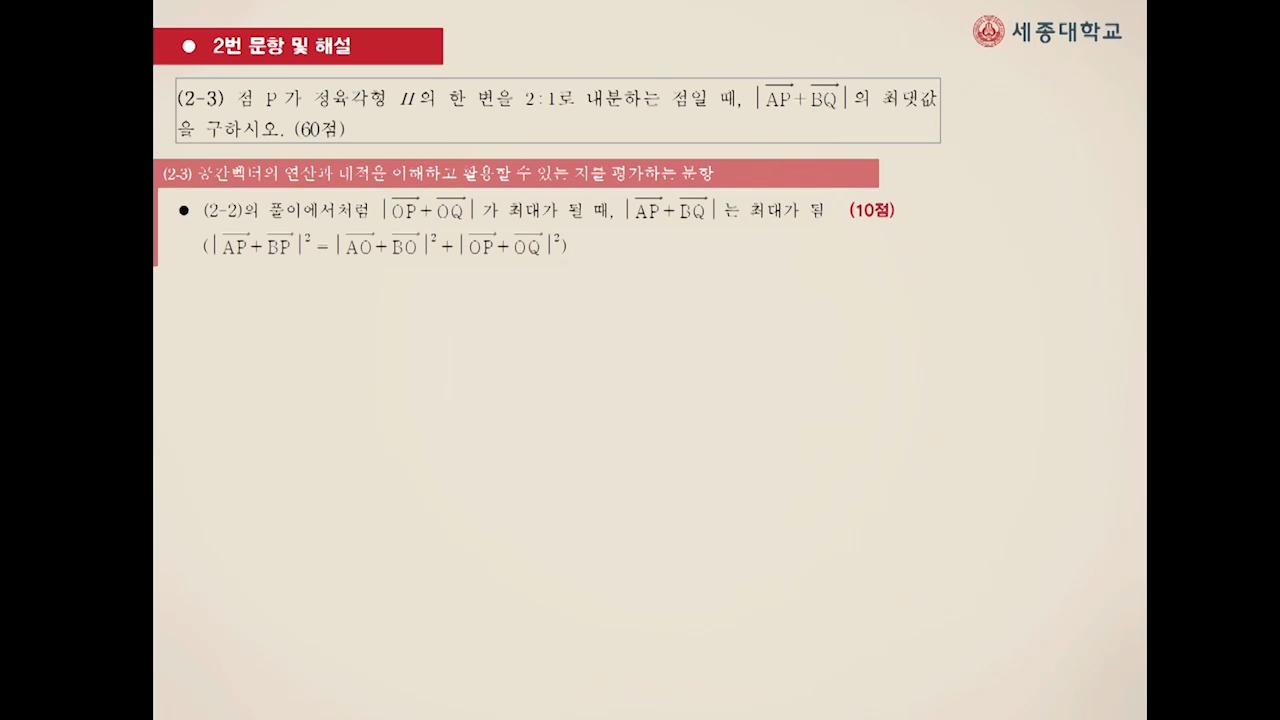 세종대학교
● 2번 문항 및 해설
(2-3) 점 P가 정육각형 H의 한 변을 2:1로 내분하는 점일 때, |AP+BQ|의 최댓값
을 구하시오. (60점)
(2-3) 공간벡터의 연산과 내적을 이해하고 활용할 수 있는 지를 평가하는 문항
● (2-2)의 풀이에서처럼 |OP+OQ|가 최대가 될 때, |AP+BQ|는 최대가 됨 (10점)
(|AP+BP|²=|AO+BO|²+|OP+OQ|²)